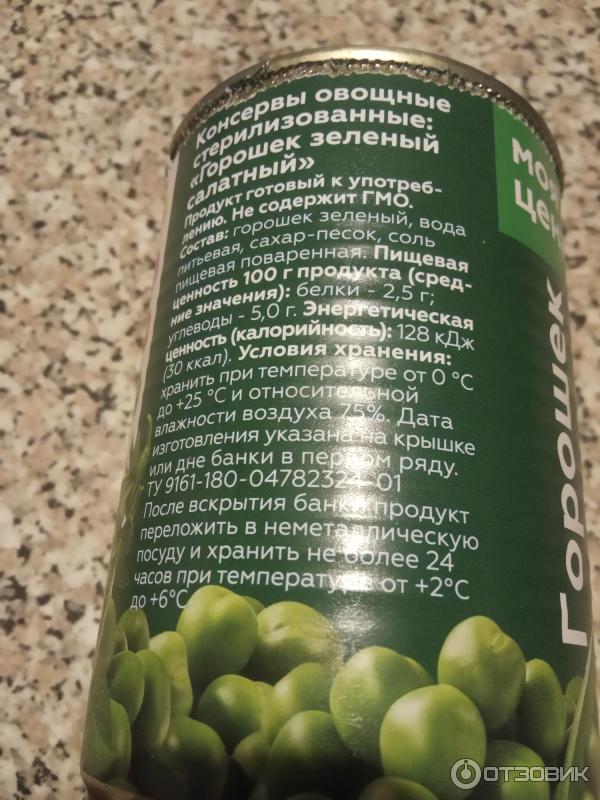 Консервы овощные
стерилизованные:
«Горошек зеленый
салатный»
Продукт готовый к употреб-
лению. Не содержит ГМО.
Состав: горошек зеленый, вода
питьевая, сахар-песок, соль
пищевая поваренная. Пищевая
ценность 100 г продукта (сред-
ние значения): белки - 2,5 г;
углеводы - 5,0 г. Энергетическая
ценность (калорийность): 128 кДж
(30 ккал). Условия хранения:
хранить при температуре от 0 °С
до +25 °С и относительной
влажности воздуха 75%. Дата
изготовления указана на крышке
или дне банки в первом ряду.
ТУ 9161-180-04782324-01
После вскрытия банки продукт
переложить в неметаллическую
посуду и хранить не более 24
часов при температуре от +2°С
до +6°С
моя
цен
Горошек
ОТЗОВИК